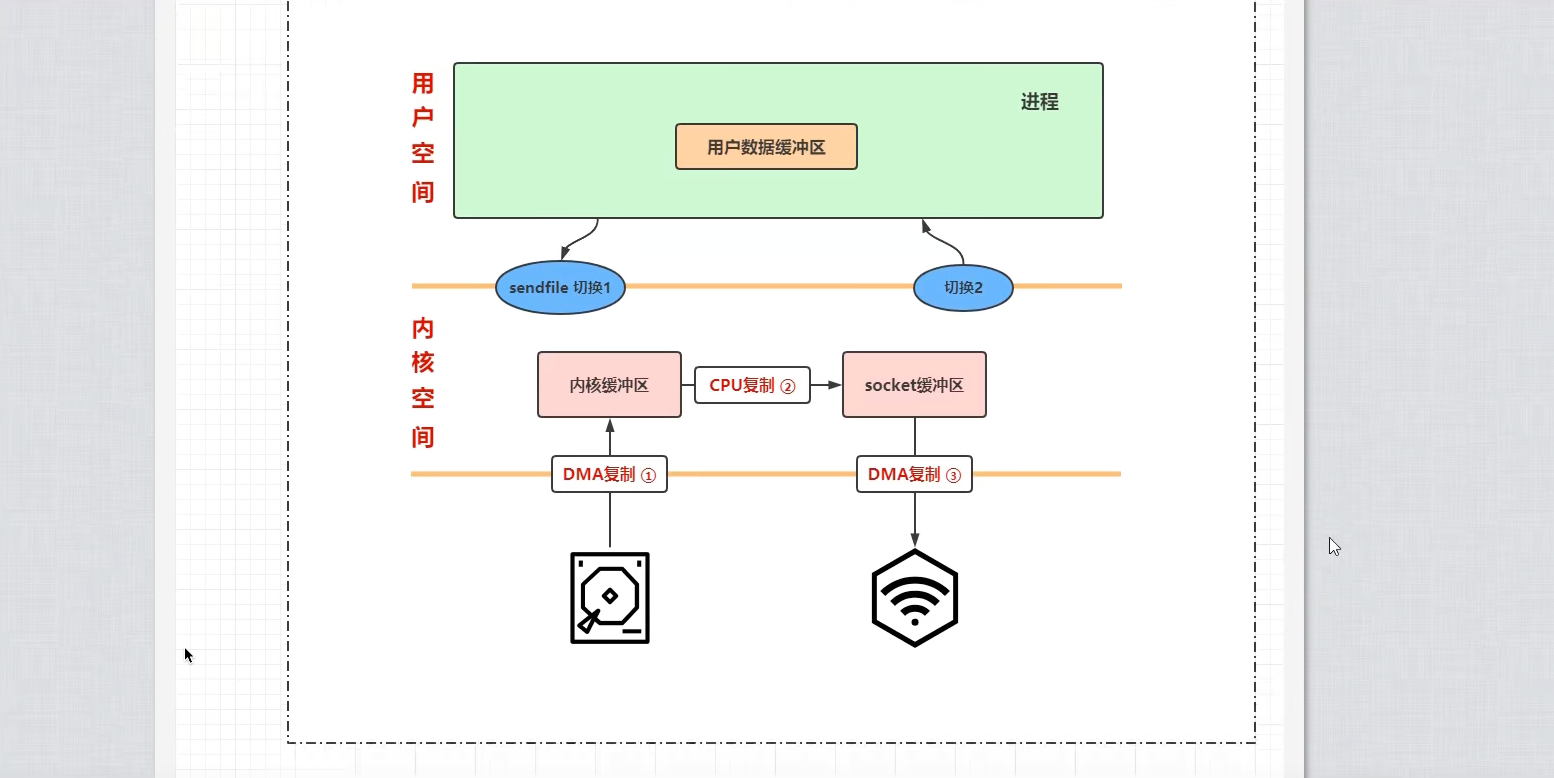 用户空间
进程
用户数据缓冲区
sendfile 切换1
切换2
内核空间
内核缓冲区
CPU复制 ②
socket缓冲区
DMA复制 ①
DMA复制 ③